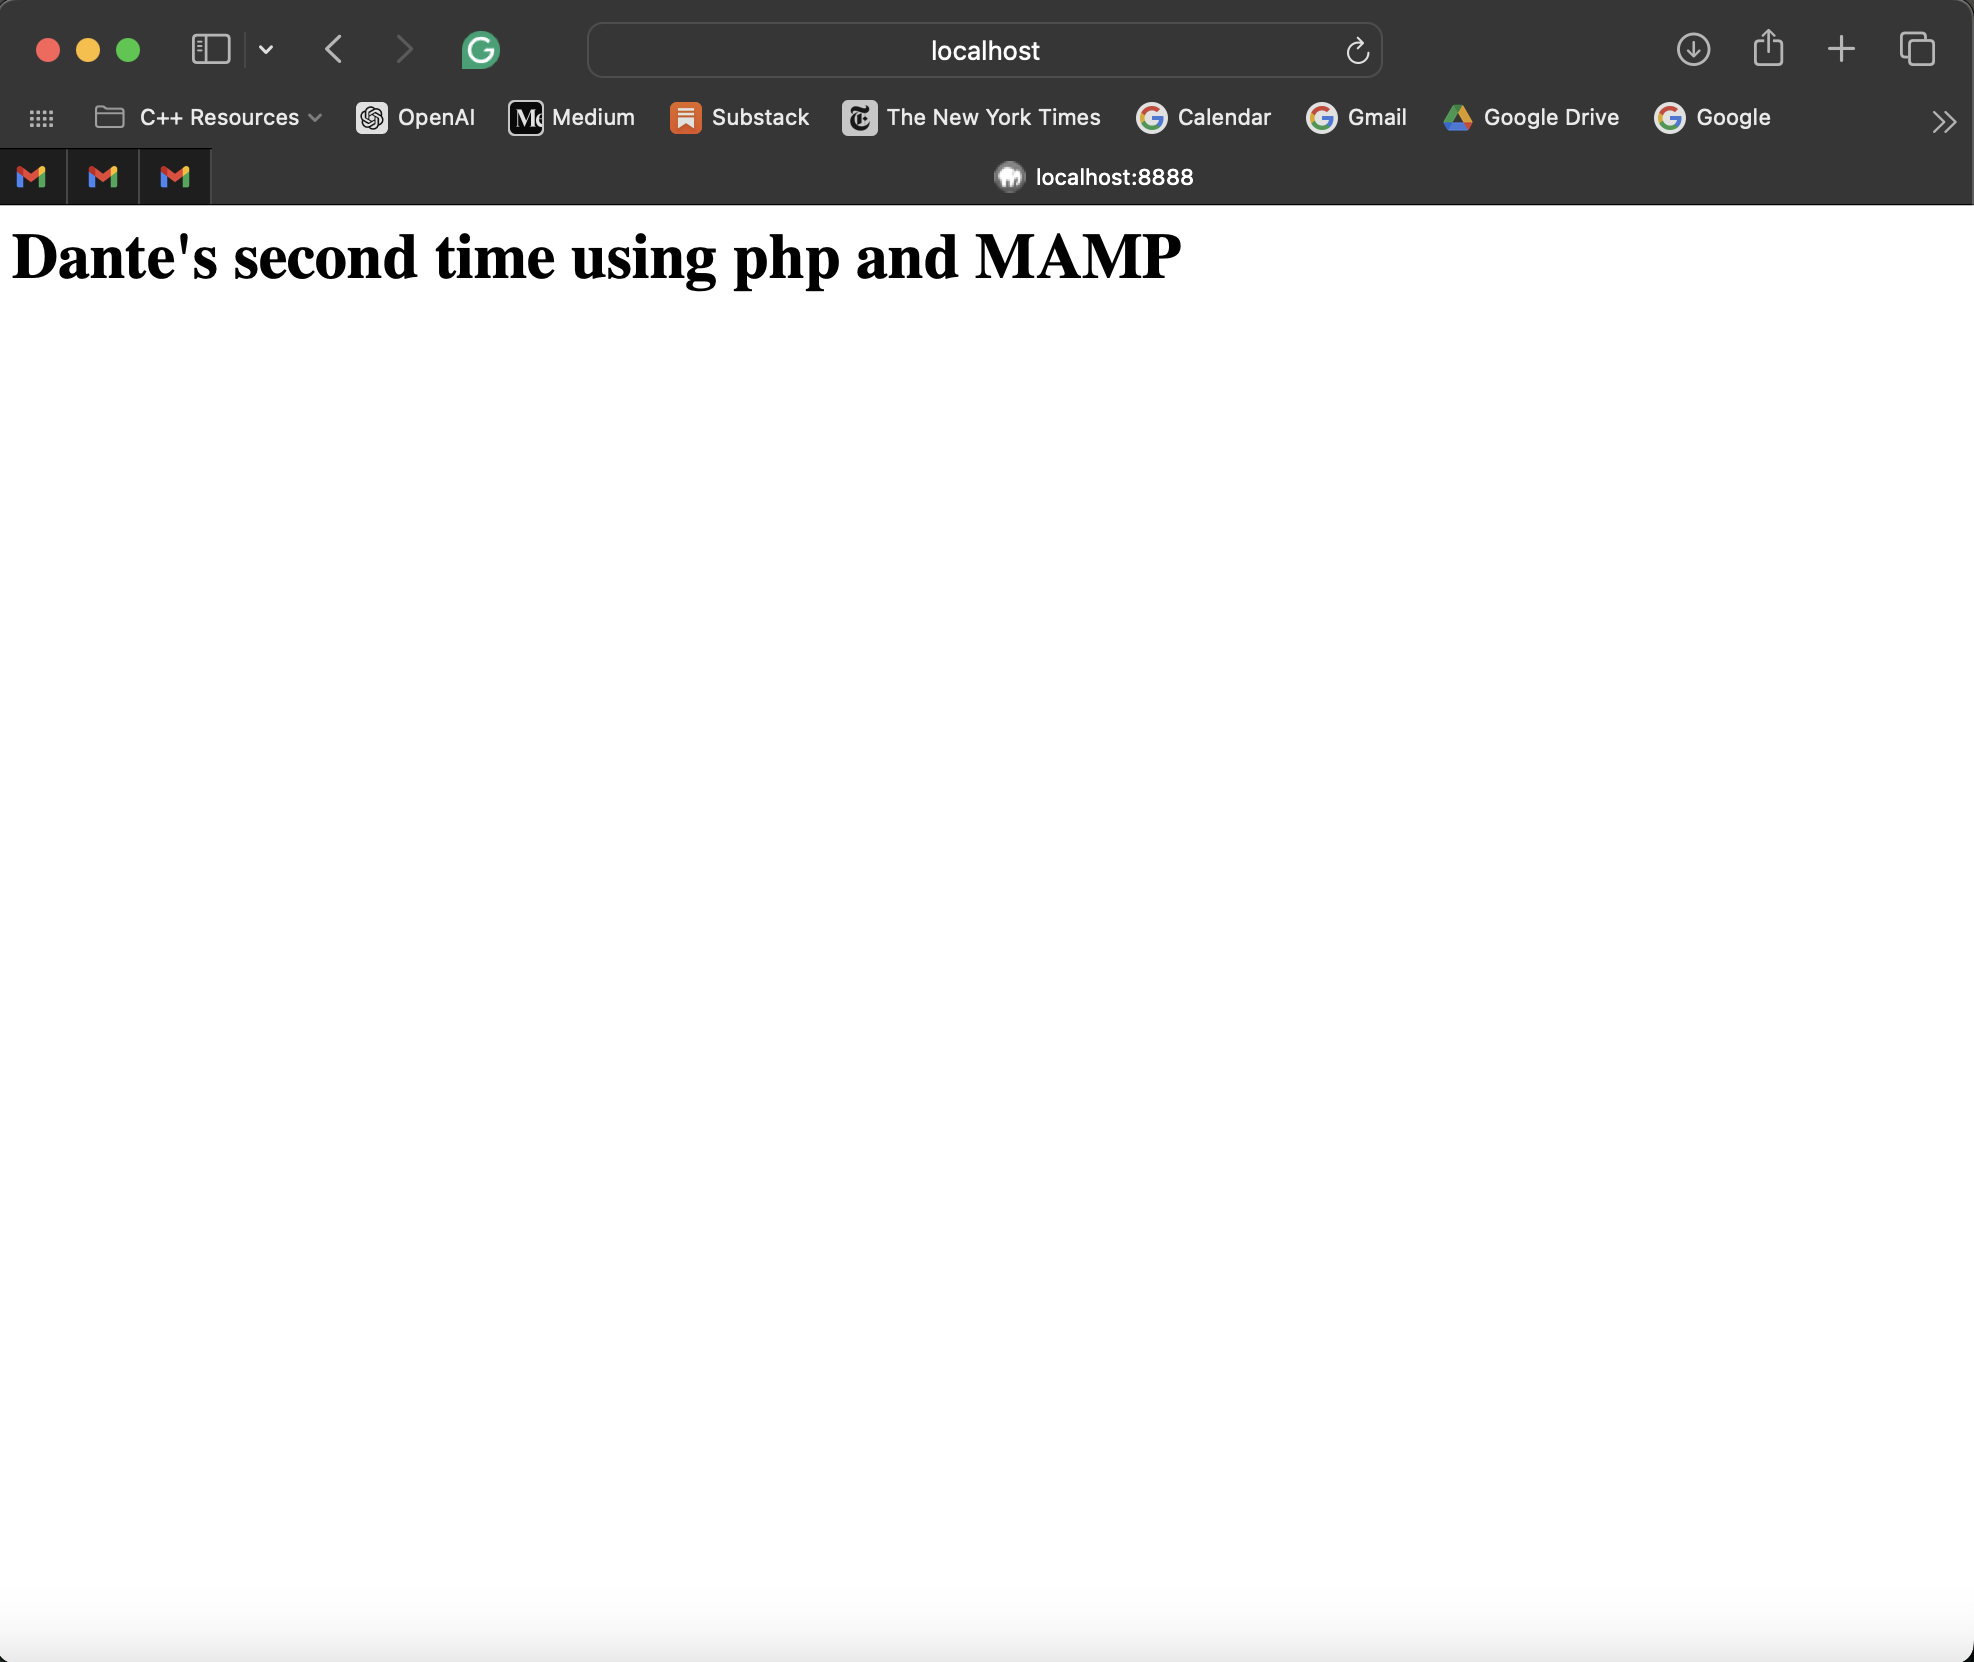 localhost
C++ Resources
OpenAI
Medium
Substack
The New York Times
Calendar
Gmail
Google Drive
Google
localhost:8888
Dante's second time using php and MAMP